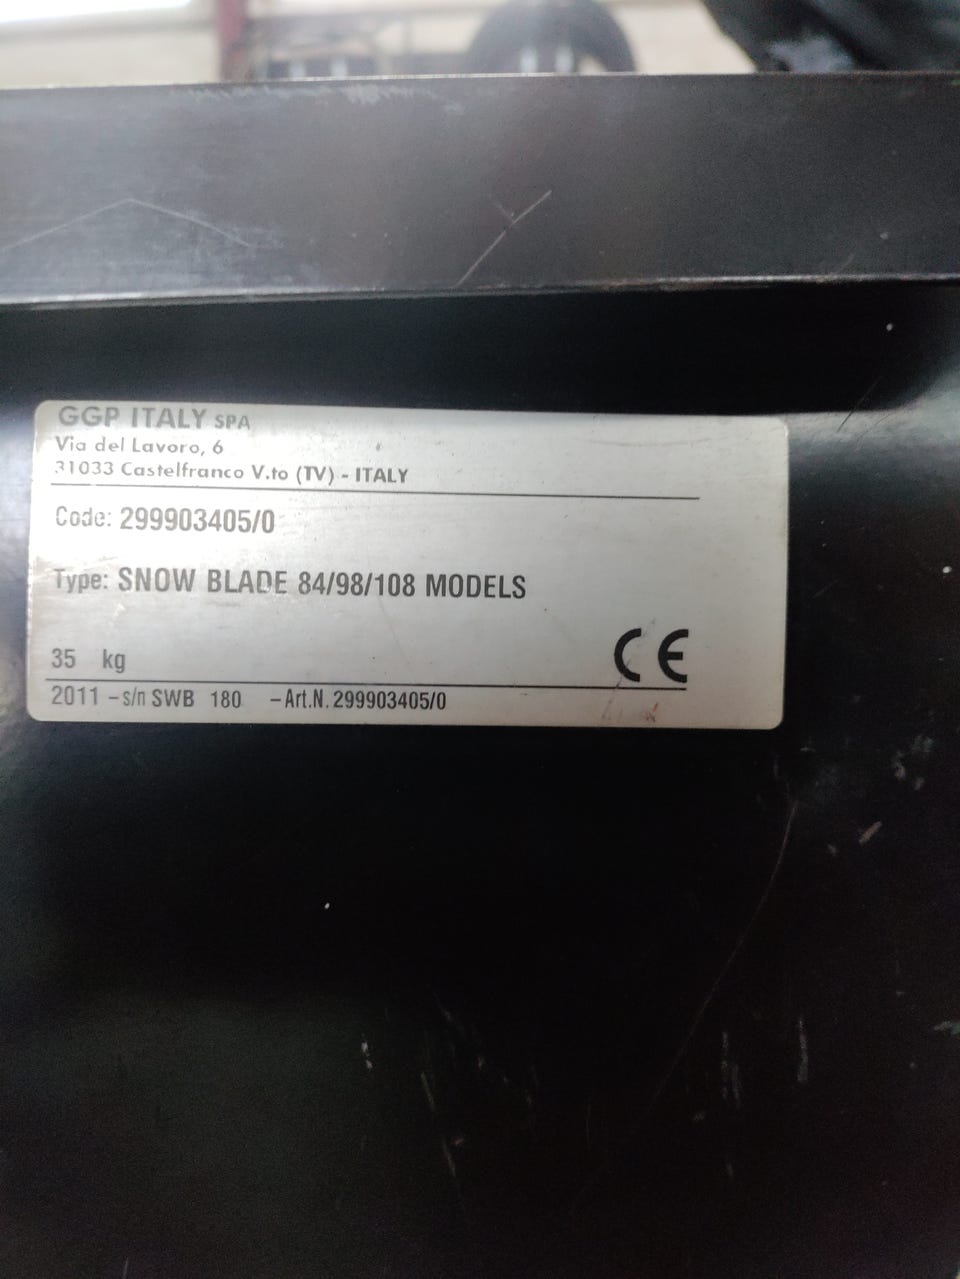 GGP ITALY SPA
Via del Lavoro, 6
31033 Castelfranco V.to (TV) - ITALY
Code: 299903405/0
Type: SNOW BLADE 84/98/108 MODELS
35 kg
CE
2011 - s/n SWB 180 - Art.N. 299903405/0